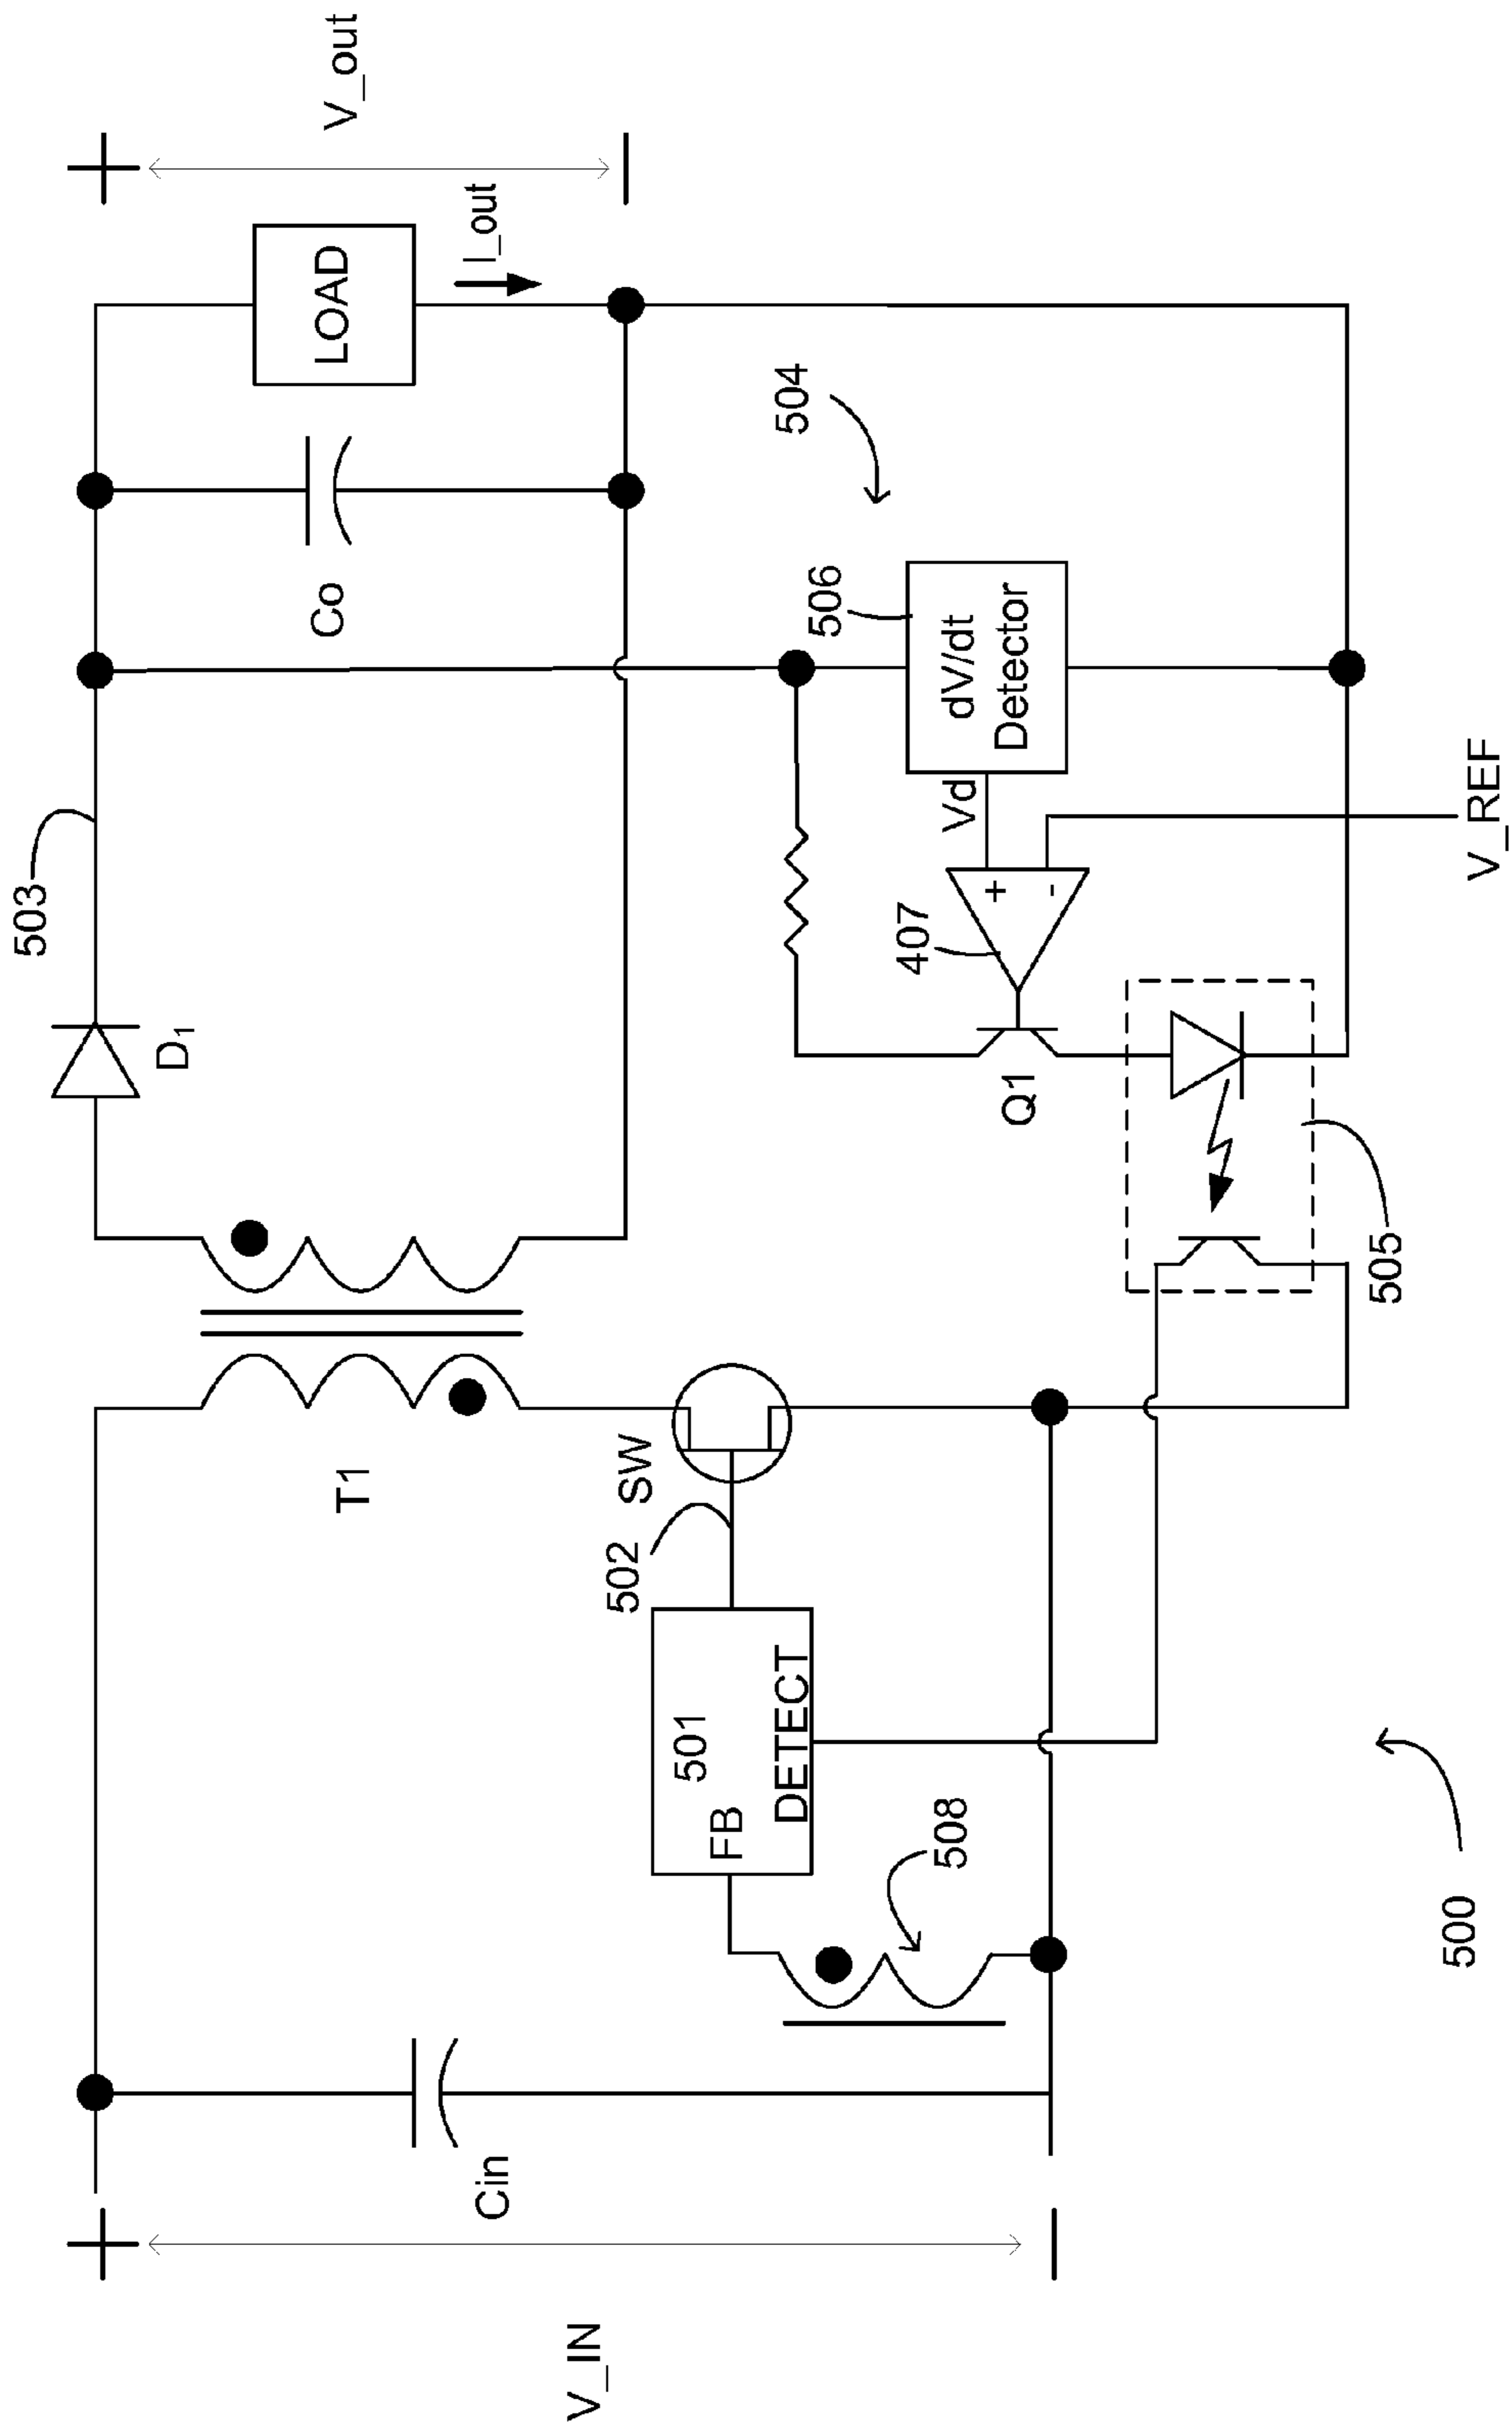 503
D₁
T1
Co
LOAD
I_out
V_out
V_IN
Cin
SW
502
501
FB
DETECT
508
Q1
407
Vd
dV/dt
Detector
506
504
505
V_REF
500